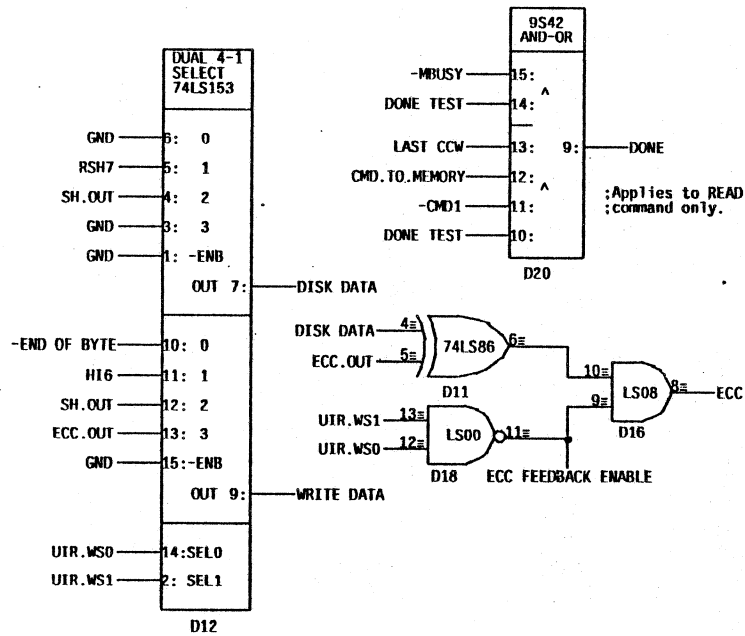 DUAL 4-1
SELECT
74LS153
GND 6: 0
RSH7 5: 1
SH.OUT 4: 2
GND 3: 3
GND 1: -ENB
OUT 7: DISK DATA
-END OF BYTE 10: 0
HI6 11: 1
SH.OUT 12: 2
ECC.OUT 13: 3
GND 15:-ENB
OUT 9: WRITE DATA
UIR.WS0 14:SEL0
UIR.WS1 2: SEL1
D12
9S42
AND-OR
-MBUSY 15:
^
DONE TEST 14:
LAST CCW 13: 9: DONE
CMD.TO.MEMORY 12:
^
-CMD1 11:
DONE TEST 10:
D20
;Applies to READ
;command only.
DISK DATA 4≡
ECC.OUT 5≡
74LS86
6≡
D11
UIR.WS1 13≡
UIR.WS0 12≡
LS00
11≡
D18
ECC FEEDBACK ENABLE
10≡
9≡
LS08
8≡ ECC
D16